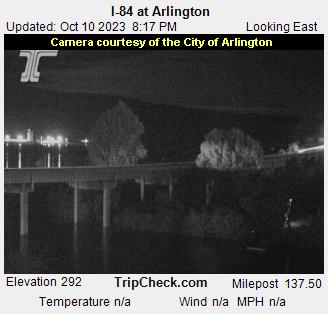 I-84 at Arlington
Updated: Oct 10 2023 8:17 PM Looking East
Camera courtesy of the City of Arlington
Elevation 292 TripCheck.com Milepost 137.50
Temperature n/a Wind n/a MPH n/a